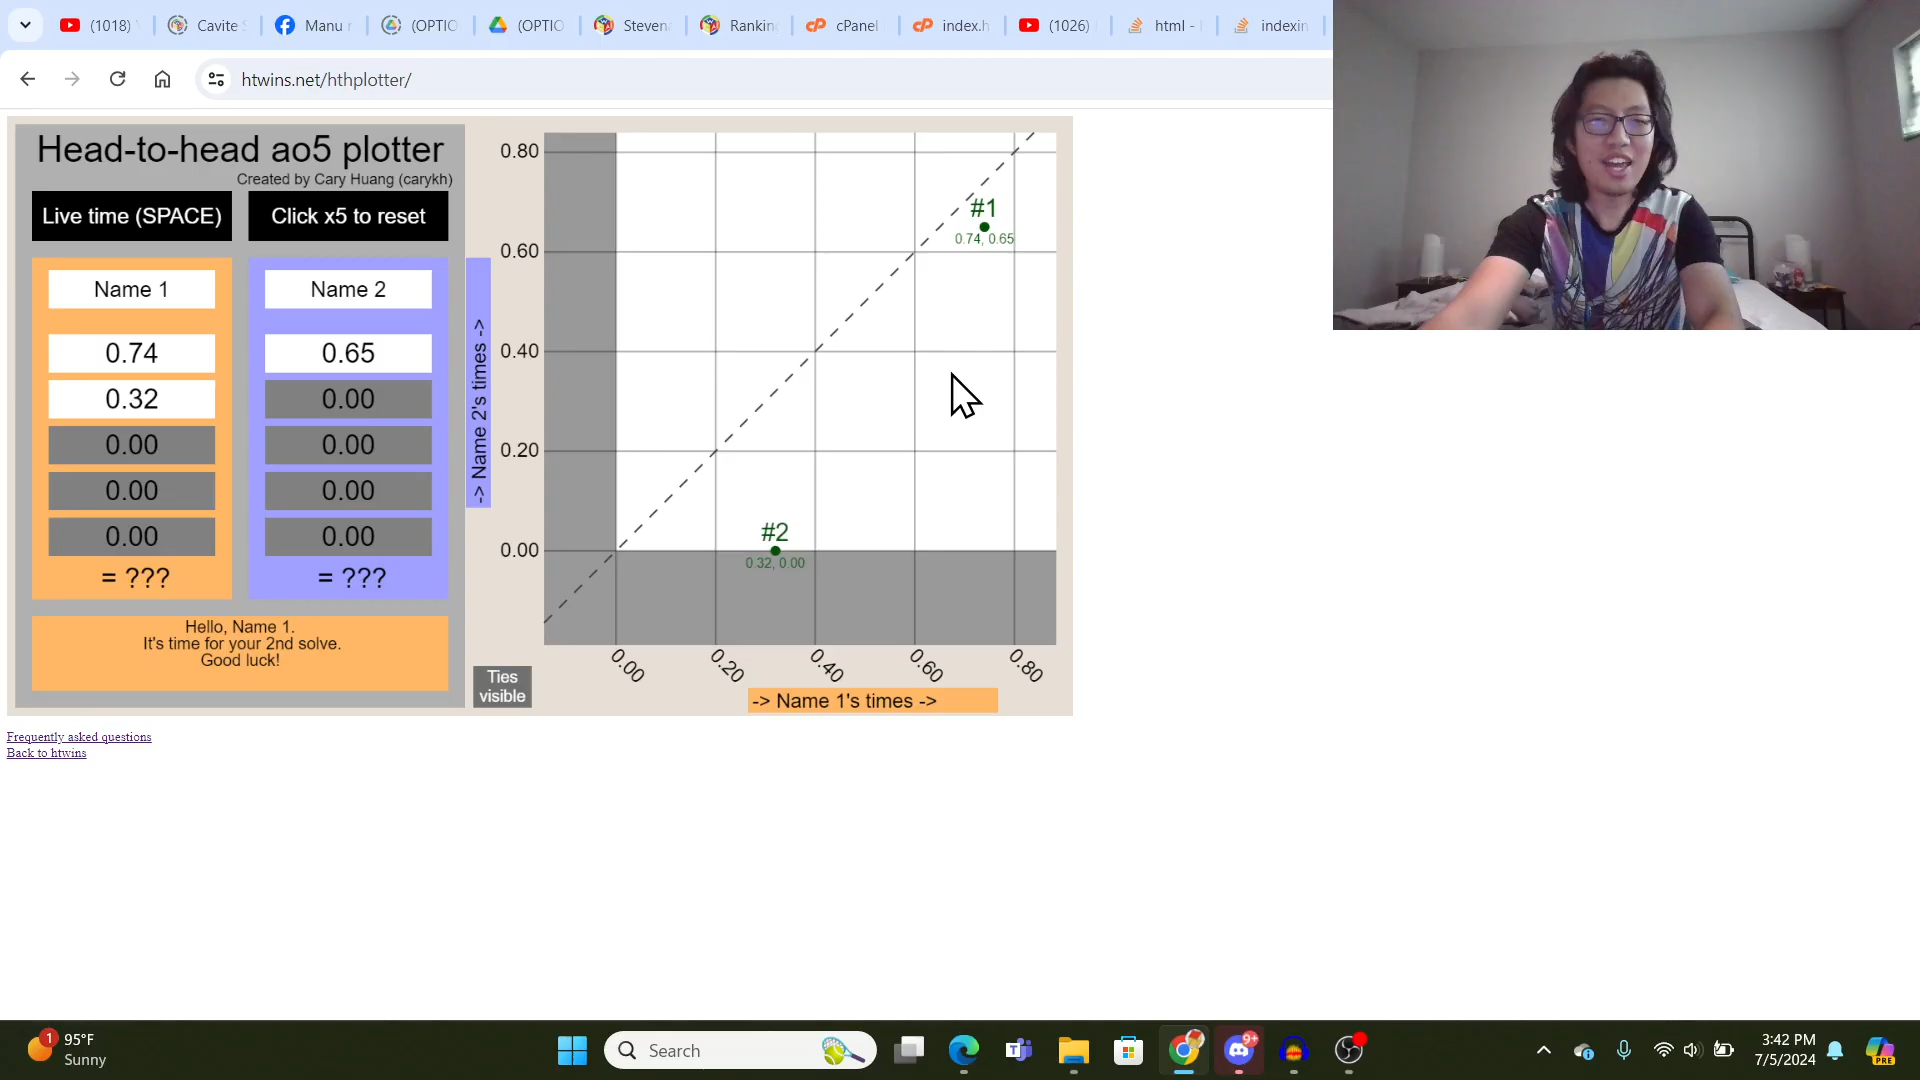 (1018)
Cavite S
Manu r
(OPTIO
(OPTIO
Steven
Rankin
cPanel
index.h
(1026)
html -
indexin
htwins.net/hthplotter/
Head-to-head ao5 plotter
Created by Cary Huang (carykh)
Live time (SPACE)
Click x5 to reset
Name 1
Name 2
0.74
0.65
0.32
0.00
0.00
0.00
0.00
0.00
0.00
0.00
= ???
= ???
Hello, Name 1.
It's time for your 2nd solve.
Good luck!
-> Name 2's times ->
0.80
0.60
0.40
0.20
0.00
#1
0.74, 0.65
#2
0.32, 0.00
0.00
0.20
0.40
0.60
0.80
Ties
visible
-> Name 1's times ->
Frequently asked questions
Back to htwins
1
95°F
Sunny
Search
9+
3:42 PM
7/5/2024
PRE